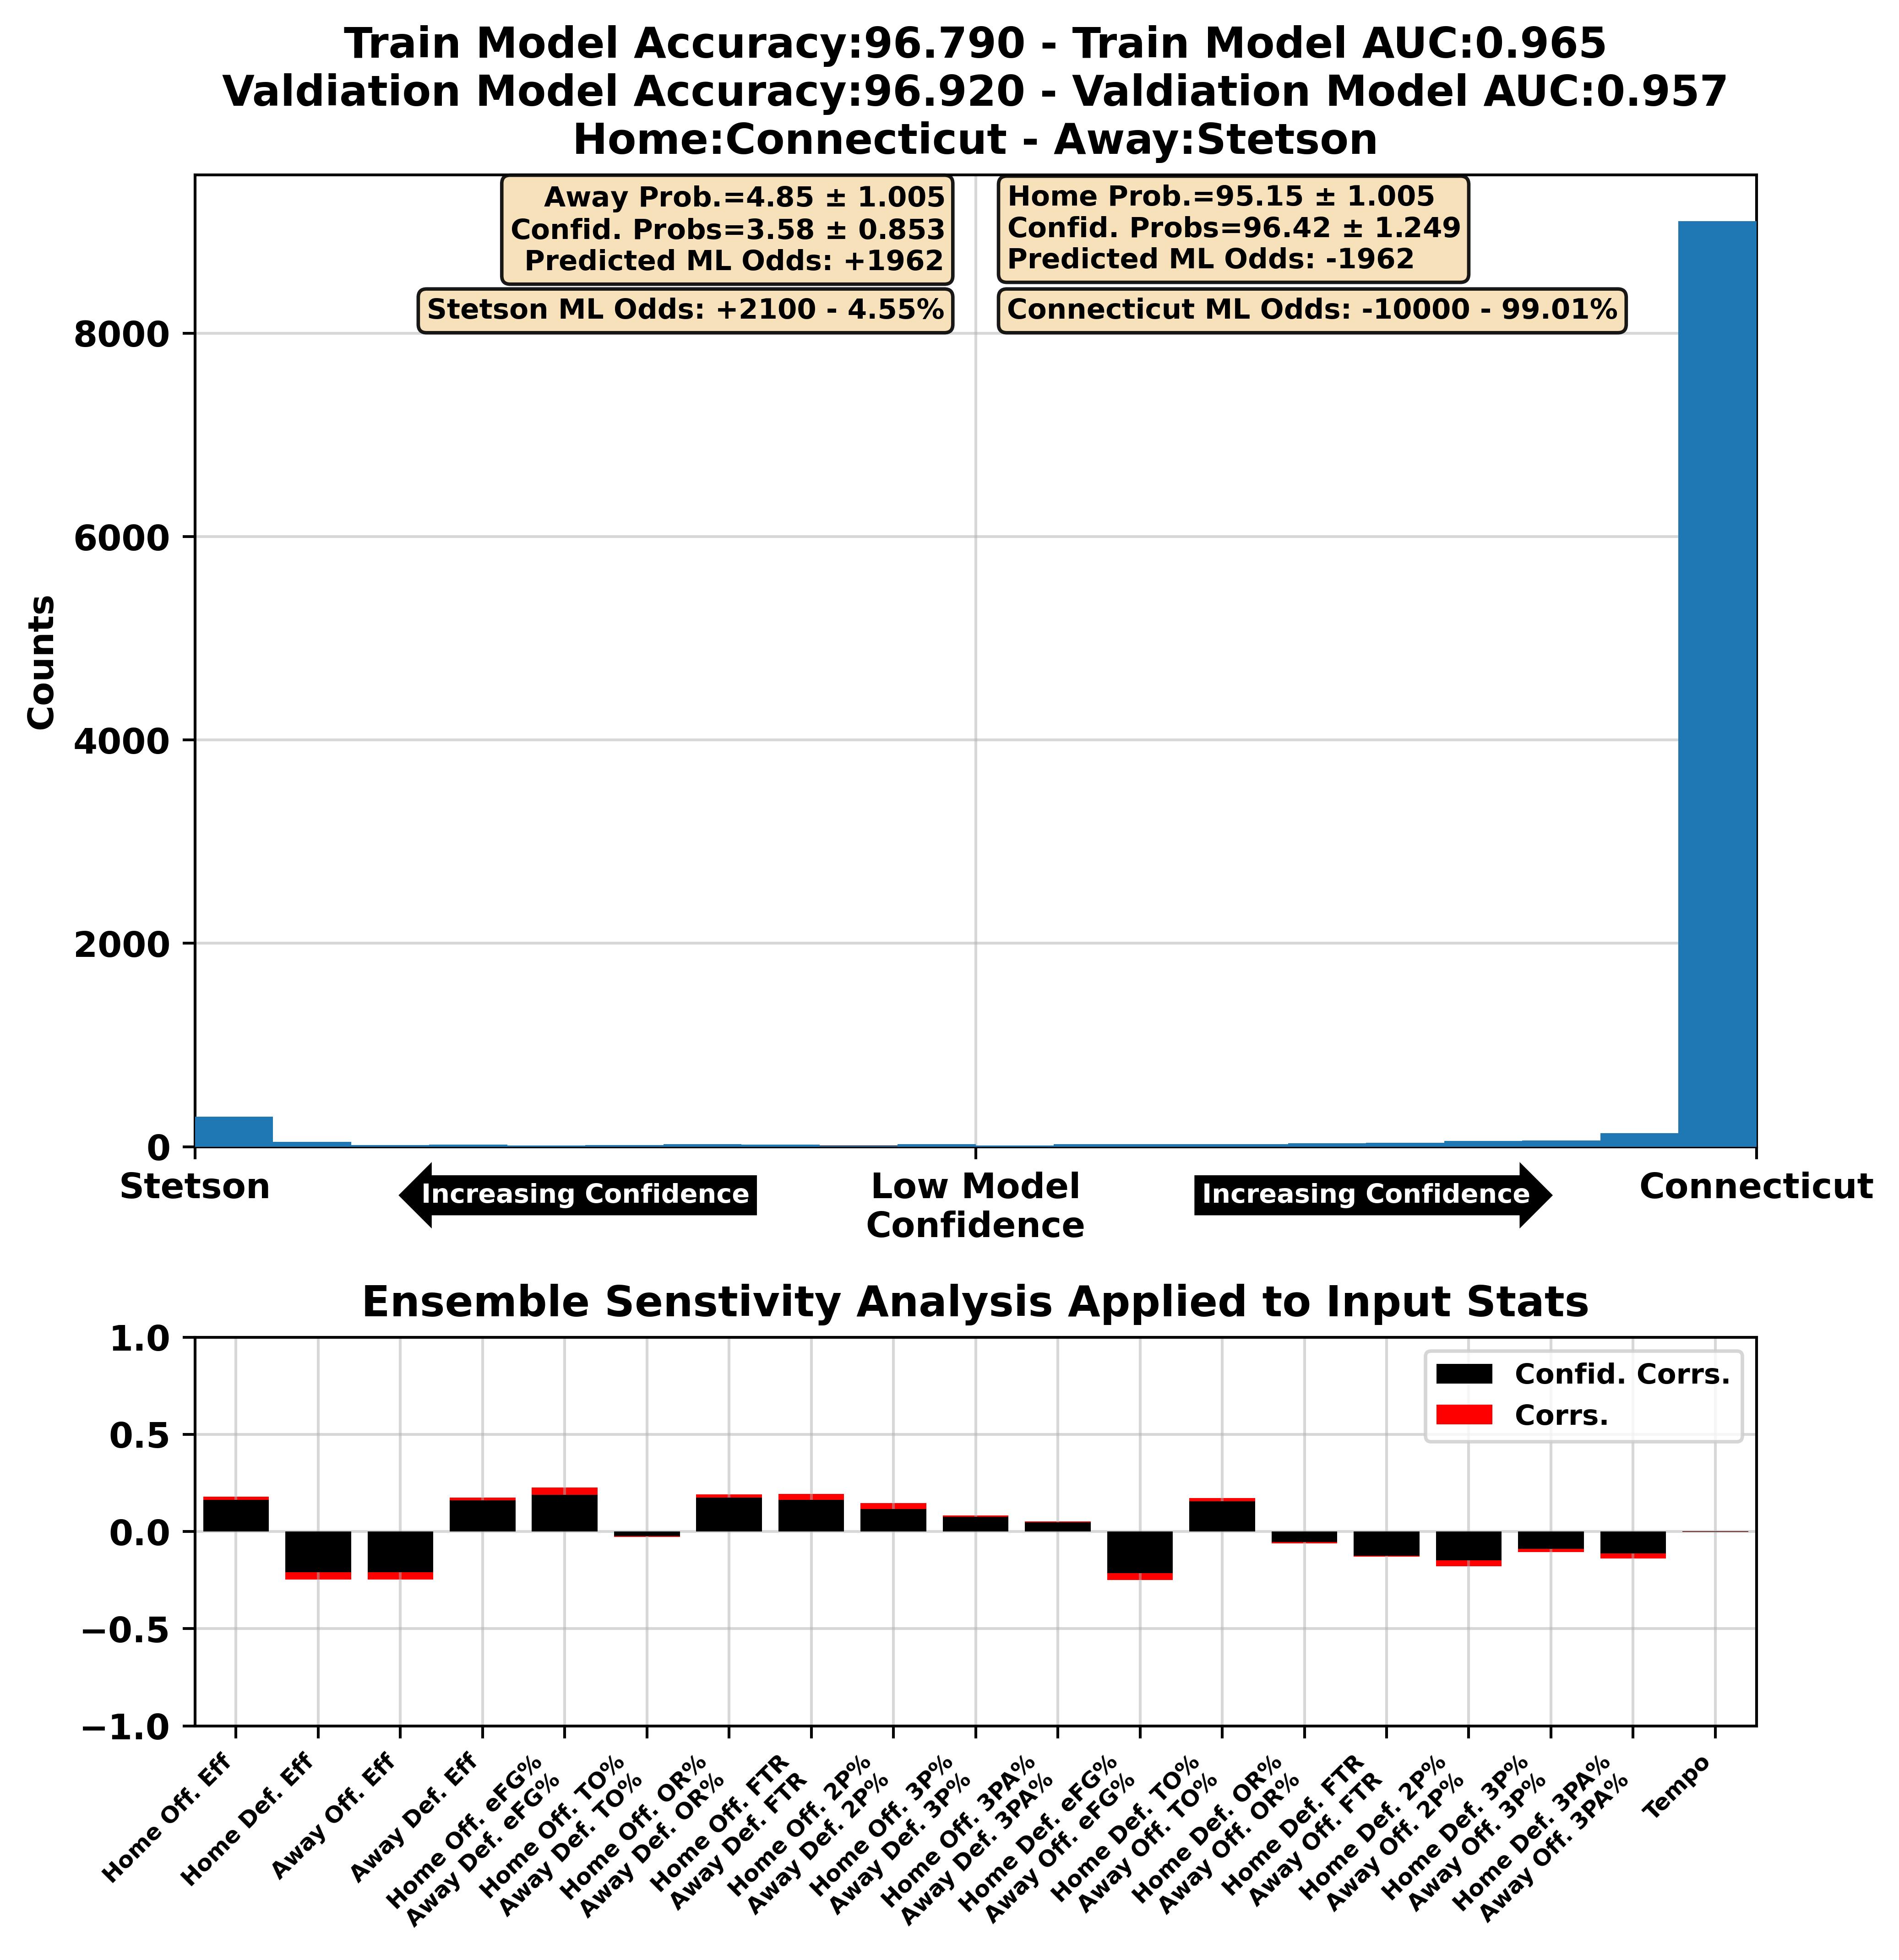 Train Model Accuracy:96.790 - Train Model AUC:0.965
Valdiation Model Accuracy:96.920 - Valdiation Model AUC:0.957
Home:Connecticut - Away:Stetson
Away Prob.=4.85 ± 1.005
Confid. Probs=3.58 ± 0.853
Predicted ML Odds: +1962
Stetson ML Odds: +2100 - 4.55%
Home Prob.=95.15 ± 1.005
Confid. Probs=96.42 ± 1.249
Predicted ML Odds: -1962
Connecticut ML Odds: -10000 - 99.01%
Counts
8000
6000
4000
2000
0
Stetson
Increasing Confidence
Low Model
Confidence
Increasing Confidence
Connecticut
Ensemble Senstivity Analysis Applied to Input Stats
1.0
0.5
0.0
−0.5
−1.0
Confid. Corrs.
Corrs.
Home Off. Eff
Home Def. Eff
Away Off. Eff
Away Def. Eff
Home Off. eFG%
Away Def. eFG%
Home Off. TO%
Away Def. TO%
Home Off. OR%
Away Def. OR%
Home Off. FTR
Away Def. FTR
Home Off. 2P%
Away Def. 2P%
Home Off. 3P%
Away Def. 3P%
Home Off. 3PA%
Away Def. 3PA%
Home Def. eFG%
Away Off. eFG%
Home Def. TO%
Away Off. TO%
Home Def. OR%
Away Off. OR%
Home Def. FTR
Away Off. FTR
Home Def. 2P%
Away Off. 2P%
Home Def. 3P%
Away Off. 3P%
Home Def. 3PA%
Away Off. 3PA%
Tempo